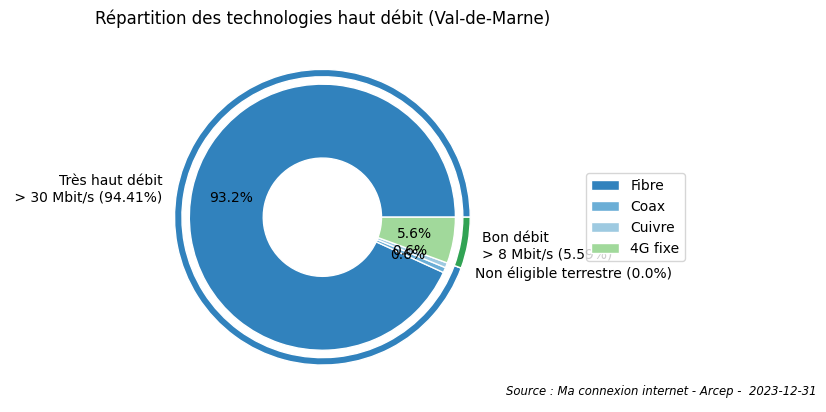 Répartition des technologies haut débit (Val-de-Marne)
Très haut débit
> 30 Mbit/s (94.41%)
93.2%
5.6%
0.6%
0.6%
Bon débit
> 8 Mbit/s (5.59%)
Non éligible terrestre (0.0%)
Fibre
Coax
Cuivre
4G fixe
Source : Ma connexion internet - Arcep - 2023-12-31